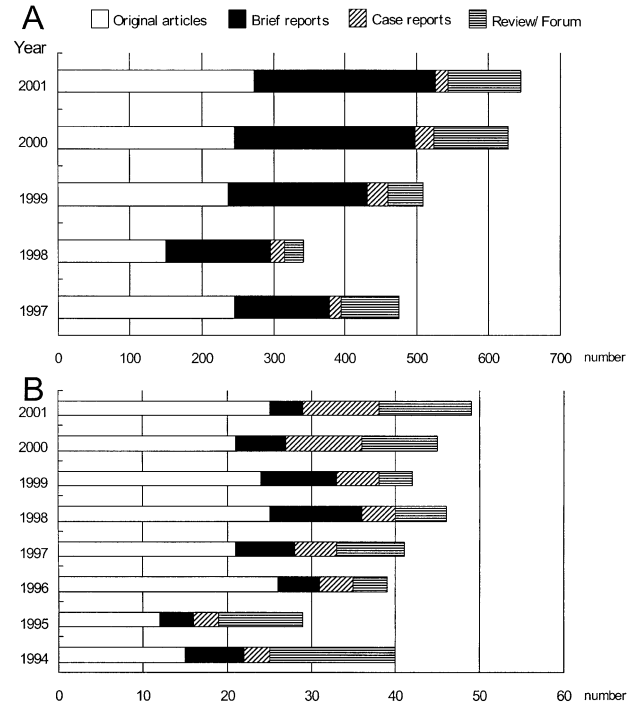 A
Original articles Brief reports Case reports Review/ Forum
Year
2001
2000
1999
1998
1997
0 100 200 300 400 500 600 700 number
B
2001
2000
1999
1998
1997
1996
1995
1994
0 10 20 30 40 50 60 number